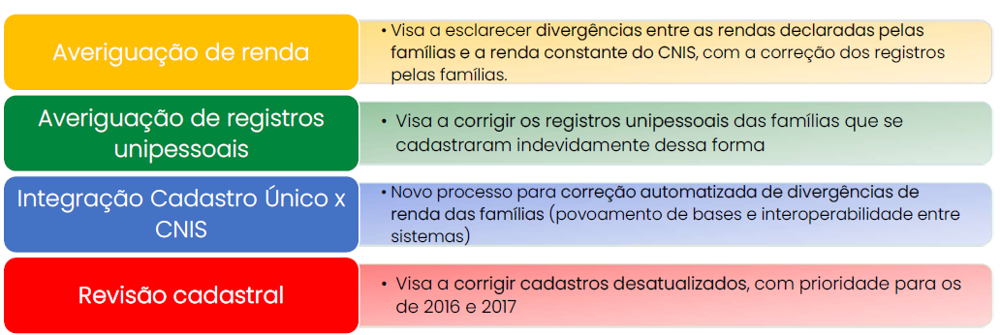 Averiguação de renda
• Visa a esclarecer divergências entre as rendas declaradas pelas
famílias e a renda constante do CNIS, com a correção dos registros
pelas famílias.
Averiguação de registros
unipessoais
• Visa a corrigir os registros unipessoais das famílias que se
cadastraram indevidamente dessa forma
Integração Cadastro Único x
CNIS
• Novo processo para correção automatizada de divergências de
renda das famílias (povoamento de bases e interoperabilidade entre
sistemas)
Revisão cadastral
• Visa a corrigir cadastros desatualizados, com prioridade para os
de 2016 e 2017